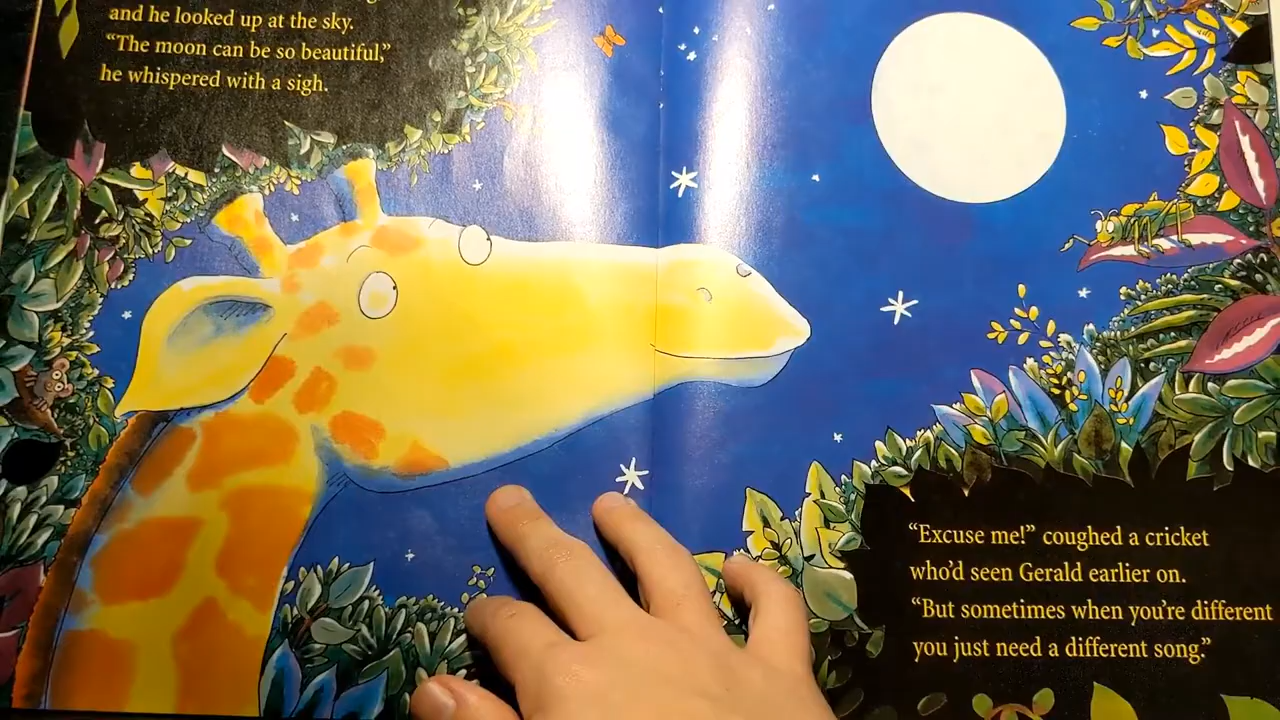 and he looked up at the sky.
“The moon can be so beautiful,”
he whispered with a sigh.
“Excuse me!” coughed a cricket
who’d seen Gerald earlier on.
“But sometimes when you’re different
you just need a different song.”